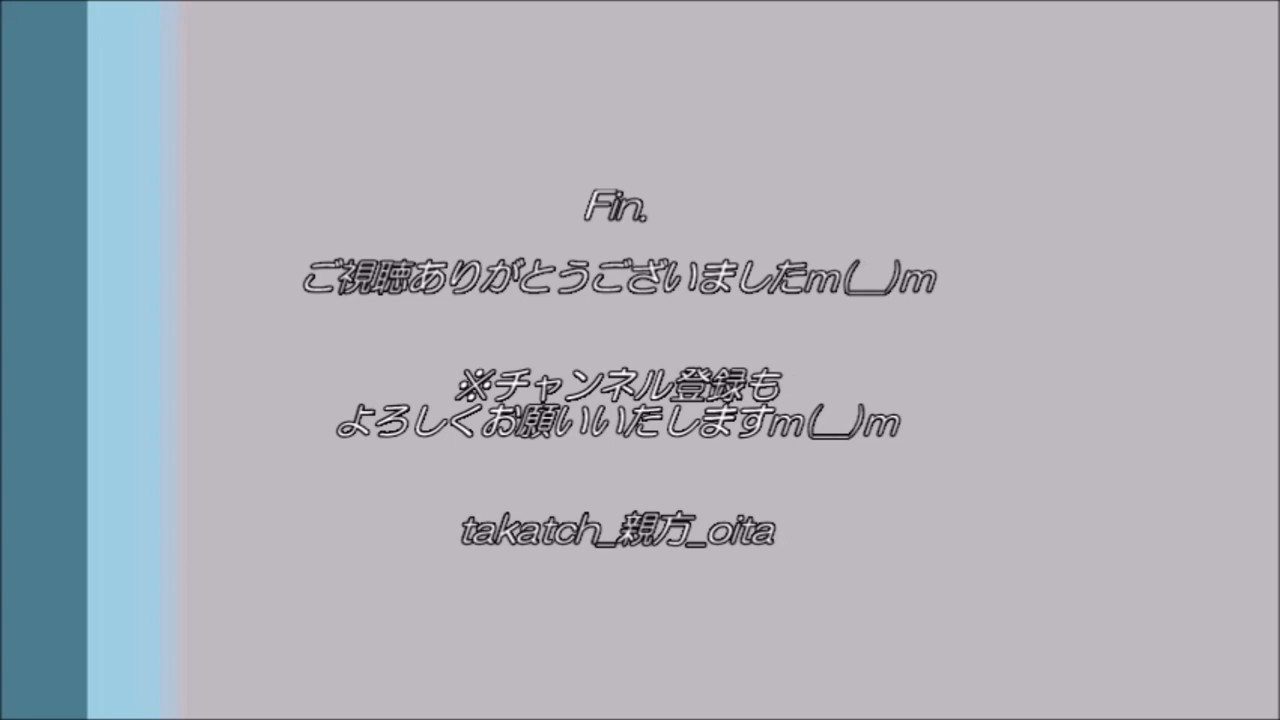 Fin.
ご視聴ありがとうございましたm(__)m
※チャンネル登録も
よろしくお願いいたしますm(__)m
takatch_親方_oita